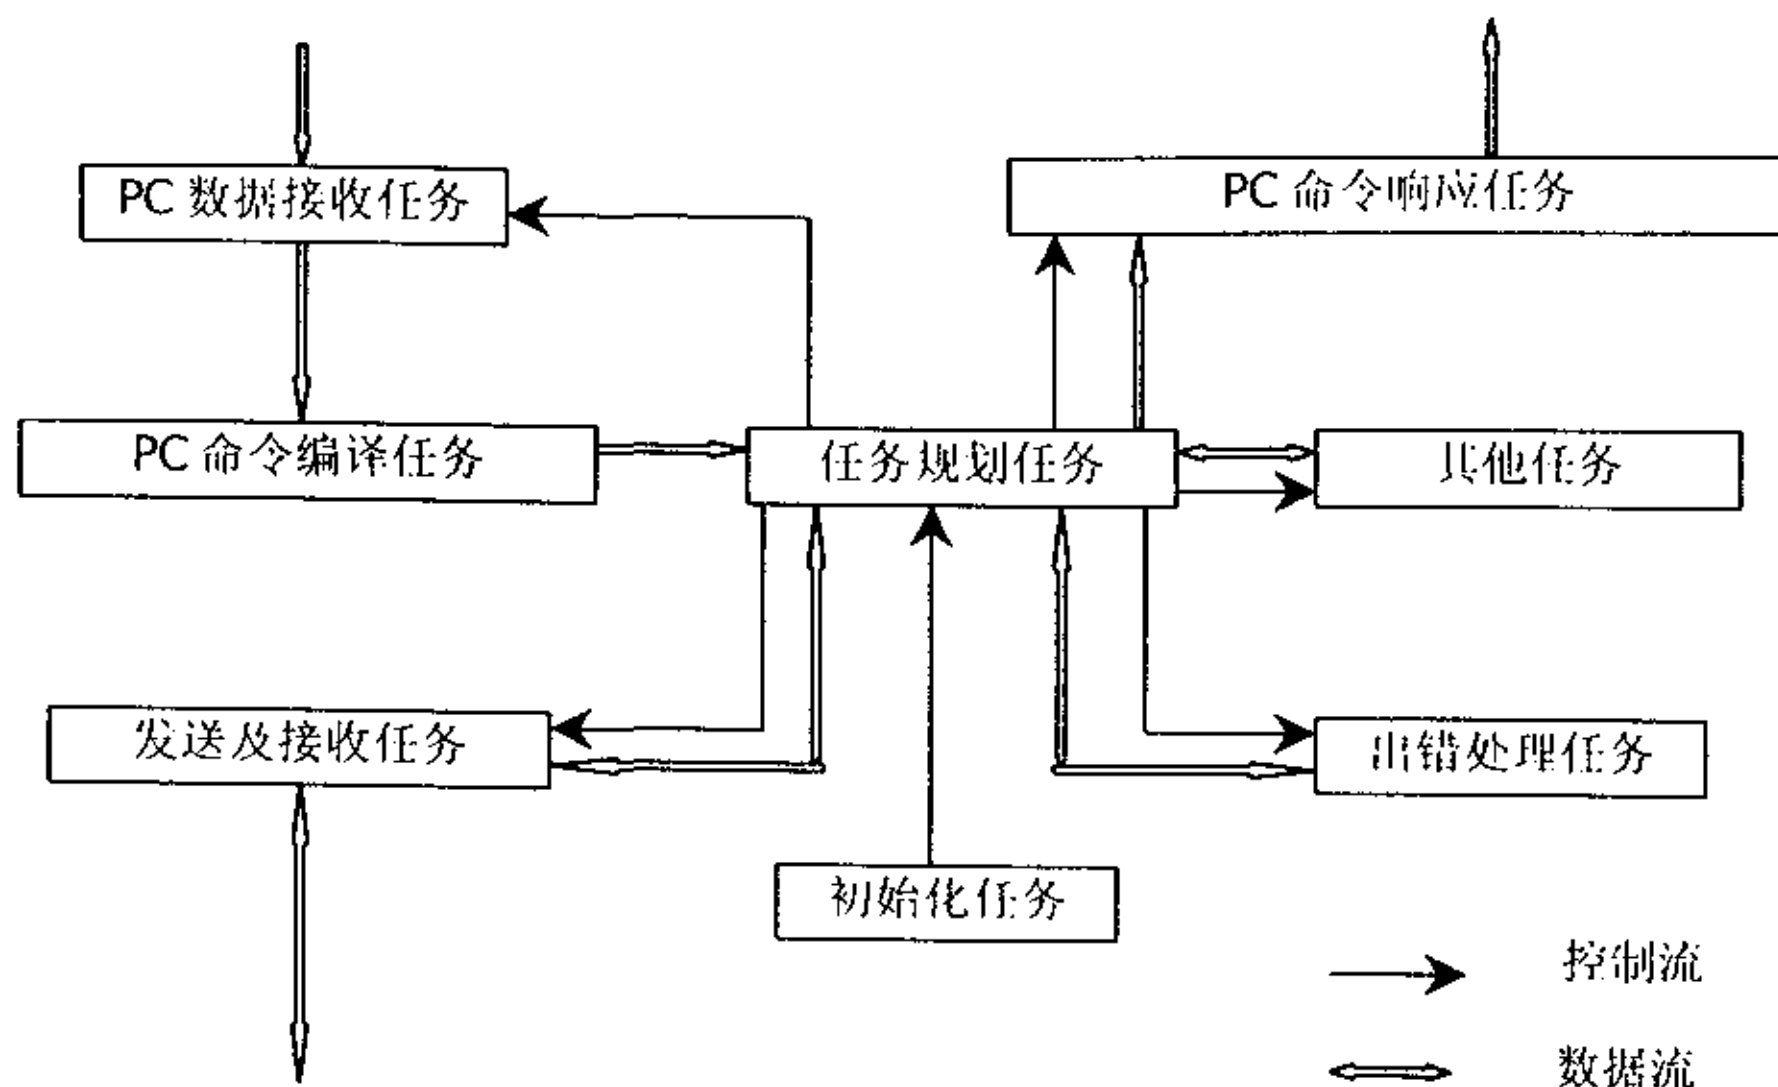 PC 数据接收任务
PC 命令响应任务
PC 命令编译任务
任务规划任务
其他任务
发送及接收任务
出错处理任务
初始化任务
控制流
数据流